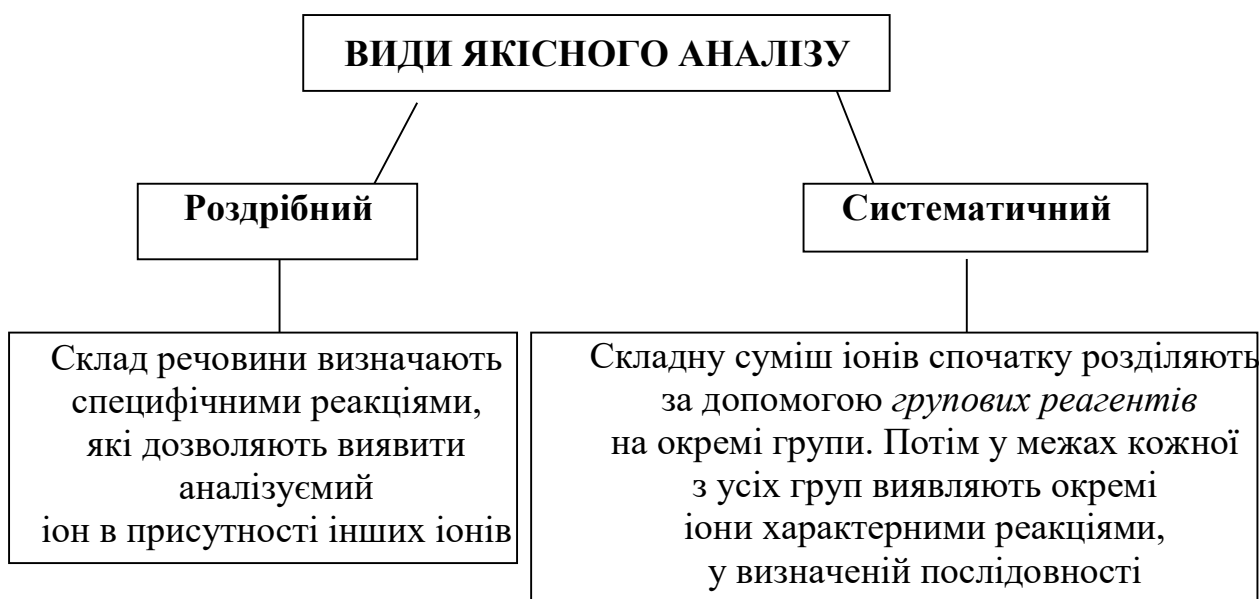 ВИДИ ЯКІСНОГО АНАЛІЗУ
Роздрібний
Систематичний
Склад речовини визначають
специфічними реакціями,
які дозволяють виявити
аналізуємий
іон в присутності інших іонів
Складну суміш іонів спочатку розділяють
за допомогою групових реагентів
на окремі групи. Потім у межах кожної
з усіх груп виявляють окремі
іони характерними реакціями,
у визначеній послідовності